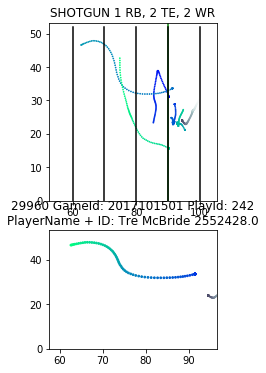 SHOTGUN 1 RB, 2 TE, 2 WR
50
40
30
20
10
0
60 80 100
29960 GameId: 2017101501 PlayId: 242
PlayerName + ID: Tre McBride 2552428.0
40
20
0
60 70 80 90